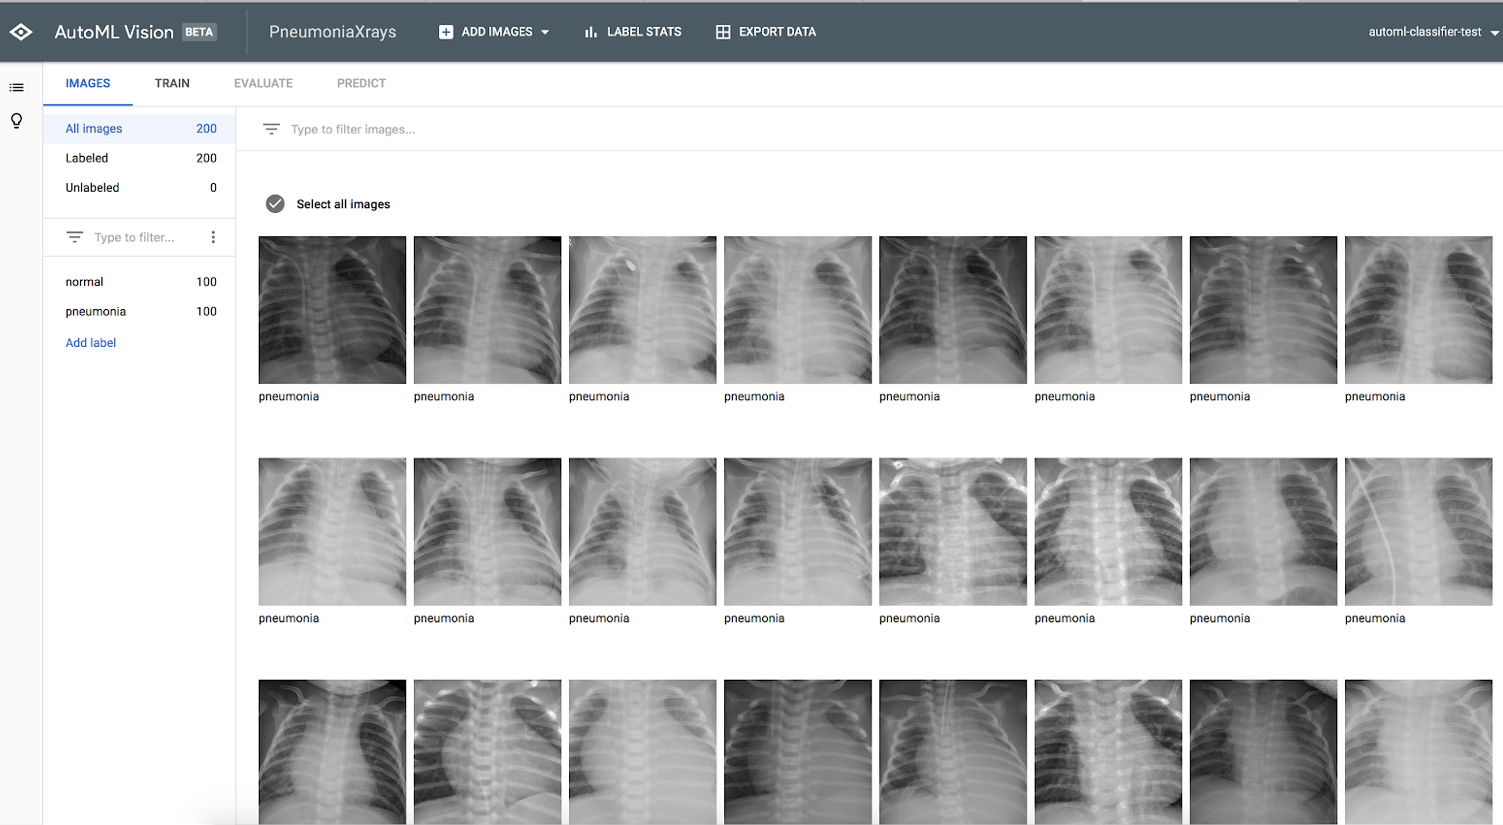 AutoML Vision BETA PneumoniaXrays ADD IMAGES LABEL STATS EXPORT DATA automl-classifier-test
IMAGES TRAIN EVALUATE PREDICT
All images 200
Labeled 200
Unlabeled 0
Type to filter...
normal 100
pneumonia 100
Add label
Type to filter images...
Select all images
pneumonia pneumonia pneumonia pneumonia pneumonia pneumonia pneumonia pneumonia
pneumonia pneumonia pneumonia pneumonia pneumonia pneumonia pneumonia pneumonia